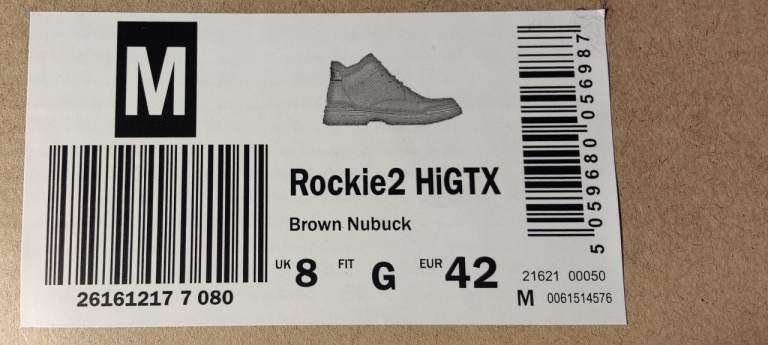 M
Rockie2 HiGTX
Brown Nubuck
UK 8 FIT G EUR 42
26161217 7 080
5 059680 056987
21621 00050
M 0061514576